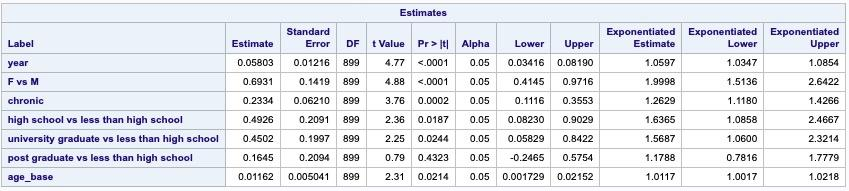 Estimates
Label Estimate Standard Error DF t Value Pr > |t| Alpha Lower Upper Exponentiated Estimate Exponentiated Lower Exponentiated Upper
year 0.05803 0.01216 899 4.77 <.0001 0.05 0.03416 0.08190 1.0597 1.0347 1.0854
F vs M 0.6931 0.1419 899 4.88 <.0001 0.05 0.4145 0.9716 1.9998 1.5136 2.6422
chronic 0.2334 0.06210 899 3.76 0.0002 0.05 0.1116 0.3553 1.2629 1.1180 1.4266
high school vs less than high school 0.4926 0.2091 899 2.36 0.0187 0.05 0.08230 0.9029 1.6365 1.0858 2.4667
university graduate vs less than high school 0.4502 0.1997 899 2.25 0.0244 0.05 0.05829 0.8422 1.5687 1.0600 2.3214
post graduate vs less than high school 0.1645 0.2094 899 0.79 0.4323 0.05 -0.2465 0.5754 1.1788 0.7816 1.7779
age_base 0.01162 0.005041 899 2.31 0.0214 0.05 0.001729 0.02152 1.0117 1.0017 1.0218